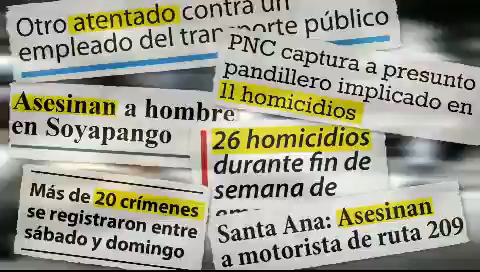 Otro atentado contra un
empleado del transporte público
PNC captura a presunto
pandillero implicado en
11 homicidios
Asesinan a hombre
en Soyapango
26 homicidios
durante fin de
semana de
Más de 20 crímenes
se registraron entre
sábado y domingo
Santa Ana: Asesinan
a motorista de ruta 209